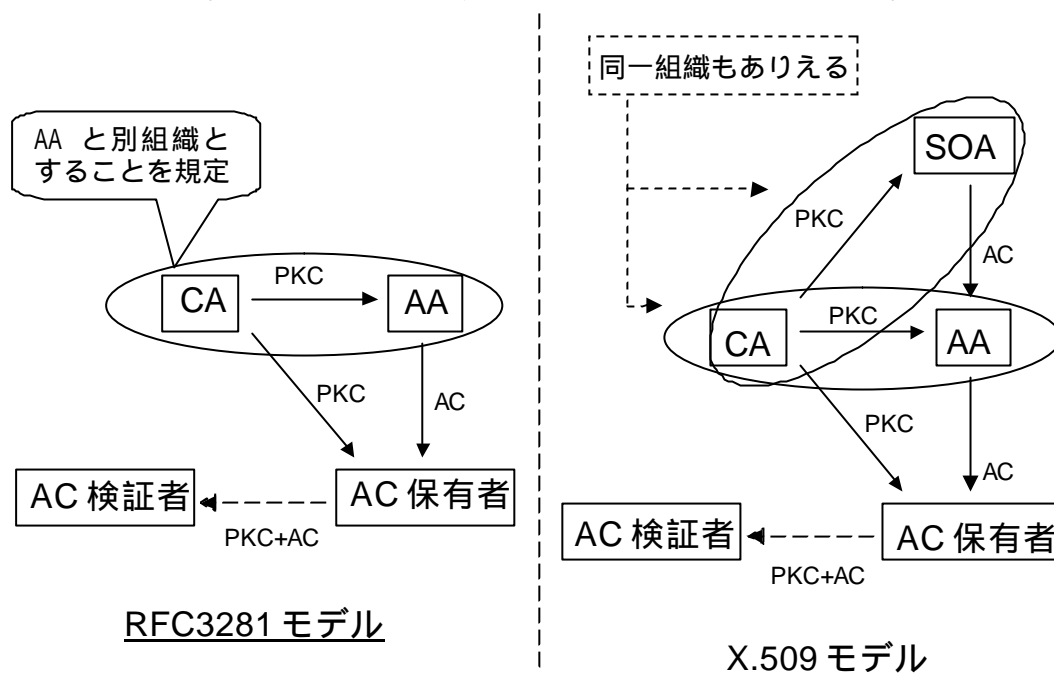 AA と別組織と
することを規定
CA
PKC
AA
PKC
AC
AC 検証者
AC 保有者
PKC+AC
RFC3281 モデル
同一組織もありえる
SOA
PKC
AC
CA
PKC
AA
PKC
AC
AC 検証者
AC 保有者
PKC+AC
X.509 モデル